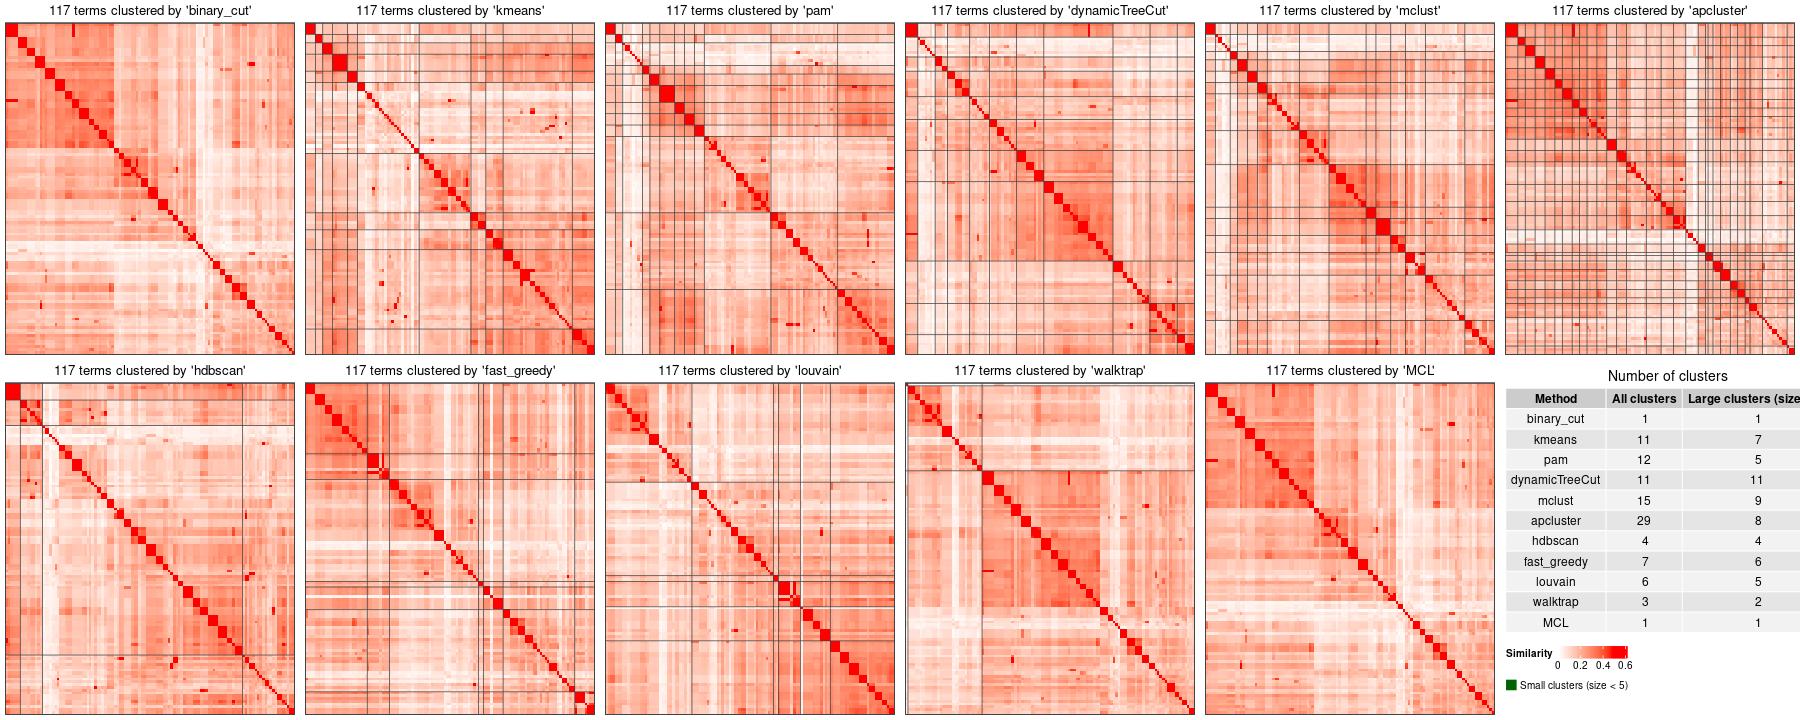 117 terms clustered by 'binary_cut'
117 terms clustered by 'kmeans'
117 terms clustered by 'pam'
117 terms clustered by 'dynamicTreeCut'
117 terms clustered by 'mclust'
117 terms clustered by 'apcluster'
117 terms clustered by 'hdbscan'
117 terms clustered by 'fast_greedy'
117 terms clustered by 'louvain'
117 terms clustered by 'walktrap'
117 terms clustered by 'MCL'
Number of clusters
Method All clusters Large clusters (size
binary_cut 1 1
kmeans 11 7
pam 12 5
dynamicTreeCut 11 11
mclust 15 9
apcluster 29 8
hdbscan 4 4
fast_greedy 7 6
louvain 6 5
walktrap 3 2
MCL 1 1
Similarity
0 0.2 0.4 0.6
Small clusters (size < 5)